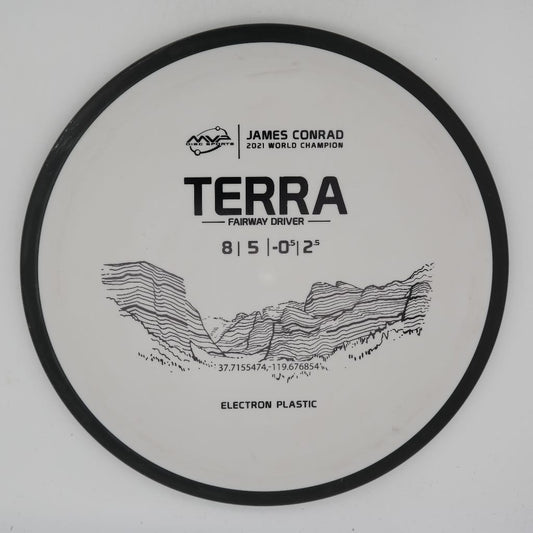 MVP
DISC SPORTS
JAMES CONRAD
2021 WORLD CHAMPION
TERRA
FAIRWAY DRIVER
8 | 5 | -0.5 | 2.5
37.7155474,-119.676854
ELECTRON PLASTIC